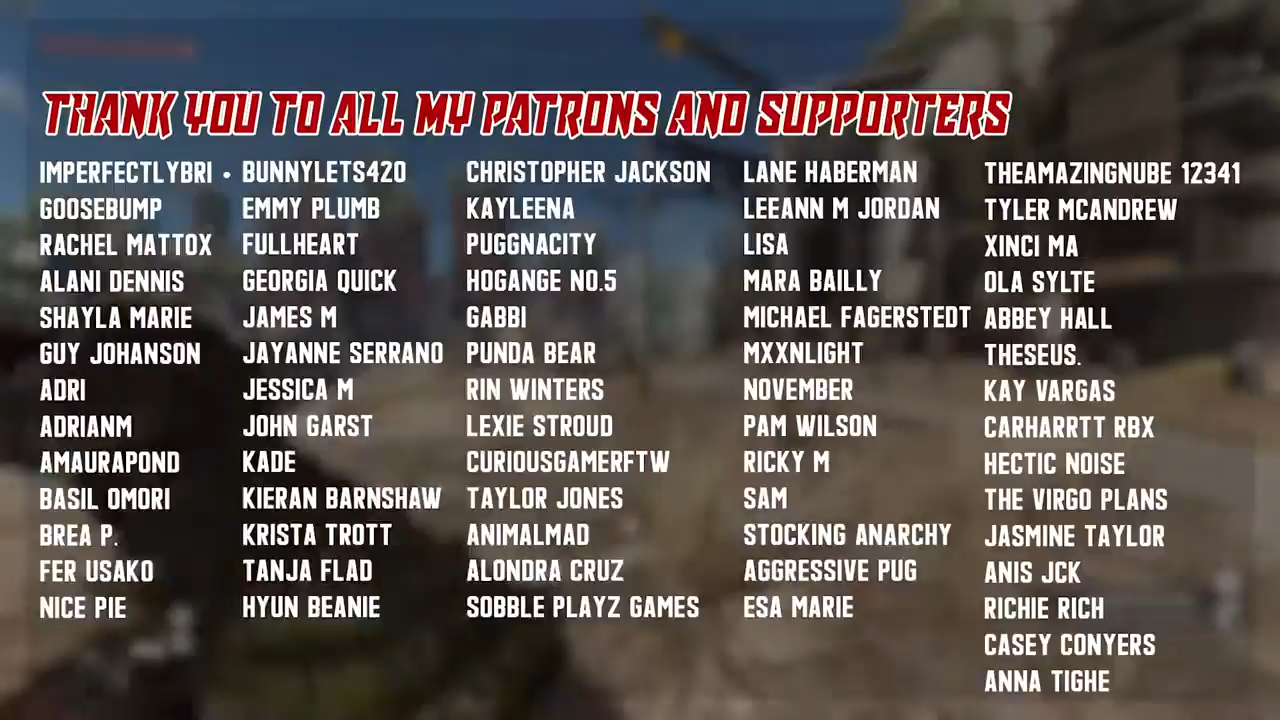 THANK YOU TO ALL MY PATRONS AND SUPPORTERS
IMPERFECTLYBRI •
GOOSEBUMP
RACHEL MATTOX
ALANI DENNIS
SHAYLA MARIE
GUY JOHANSON
ADRI
ADRIANM
AMAURAPOND
BASIL OMORI
BREA P.
FER USAKO
NICE PIE
BUNNYLETS420
EMMY PLUMB
FULLHEART
GEORGIA QUICK
JAMES M
JAYANNE SERRANO
JESSICA M
JOHN GARST
KADE
KIERAN BARNSHAW
KRISTA TROTT
TANJA FLAD
HYUN BEANIE
CHRISTOPHER JACKSON
KAYLEENA
PUGGNACITY
HOGANGE NO.5
GABBI
PUNDA BEAR
RIN WINTERS
LEXIE STROUD
CURIOUSGAMERFTW
TAYLOR JONES
ANIMALMAD
ALONDRA CRUZ
SOBBLE PLAYZ GAMES
LANE HABERMAN
LEEANN M JORDAN
LISA
MARA BAILLY
MICHAEL FAGERSTEDT
MXXNLIGHT
NOVEMBER
PAM WILSON
RICKY M
SAM
STOCKING ANARCHY
AGGRESSIVE PUG
ESA MARIE
THEAMAZINGNUBE 12341
TYLER MCANDREW
XINCI MA
OLA SYLTE
ABBEY HALL
THESEUS.
KAY VARGAS
CARHARRTT RBX
HECTIC NOISE
THE VIRGO PLANS
JASMINE TAYLOR
ANIS JCK
RICHIE RICH
CASEY CONYERS
ANNA TIGHE